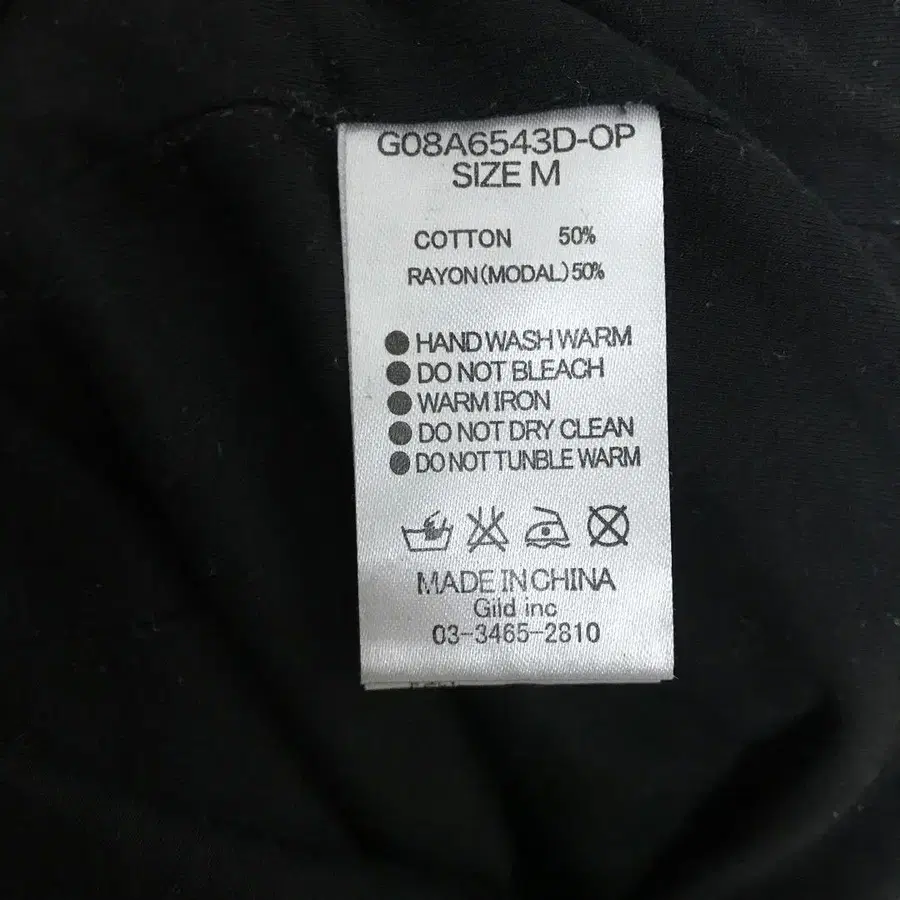 G08A6543D-OP
SIZE M
COTTON 50%
RAYON(MODAL)50%
● HAND WASH WARM
● DO NOT BLEACH
● WARM IRON
● DO NOT DRY CLEAN
● DO NOT TUNBLE WARM
MADE IN CHINA
Gild inc
03-3465-2810